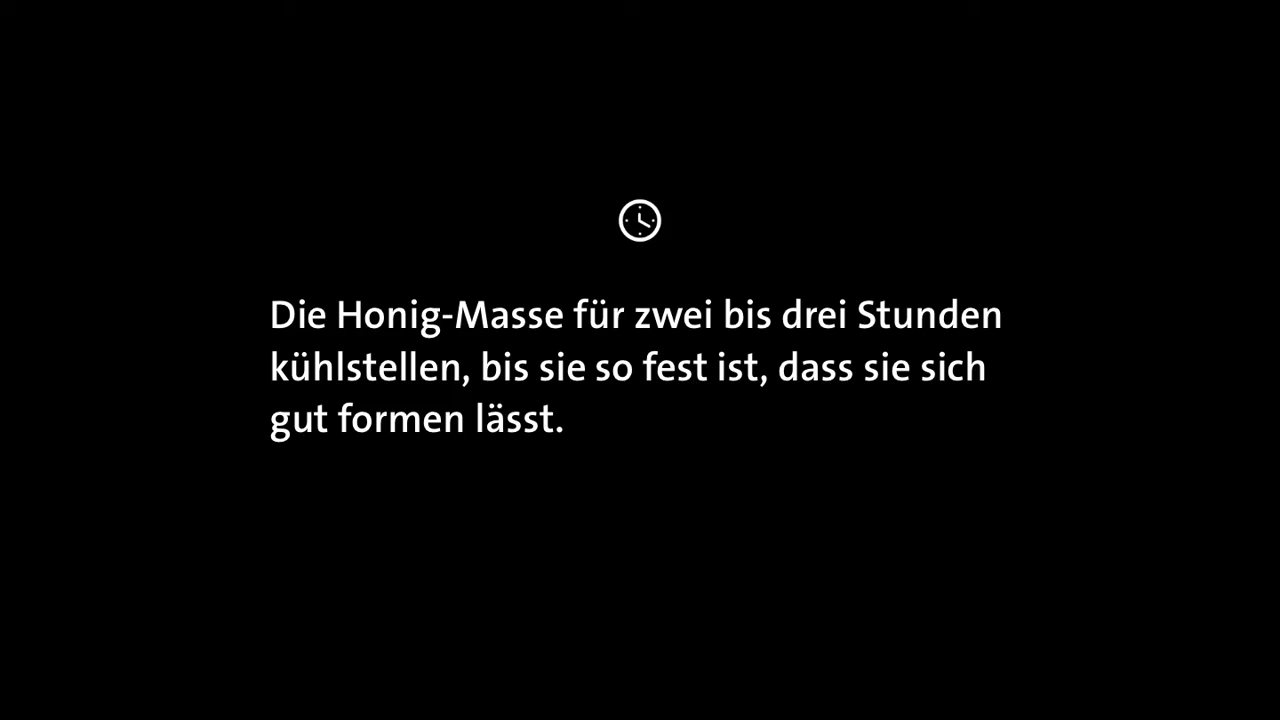 Die Honig-Masse für zwei bis drei Stunden
kühlstellen, bis sie so fest ist, dass sie sich
gut formen lässt.